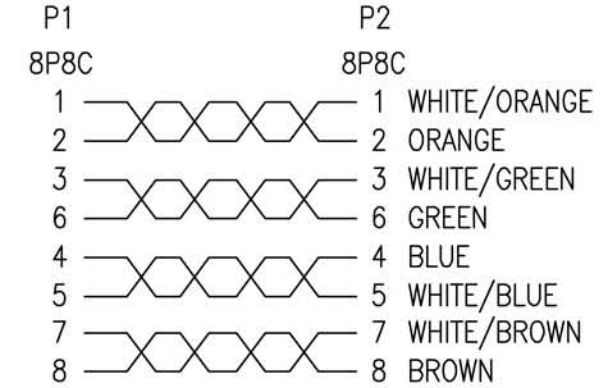 P1 P2
8P8C 8P8C
1 1 WHITE/ORANGE
2 2 ORANGE
3 3 WHITE/GREEN
6 6 GREEN
4 4 BLUE
5 5 WHITE/BLUE
7 7 WHITE/BROWN
8 8 BROWN